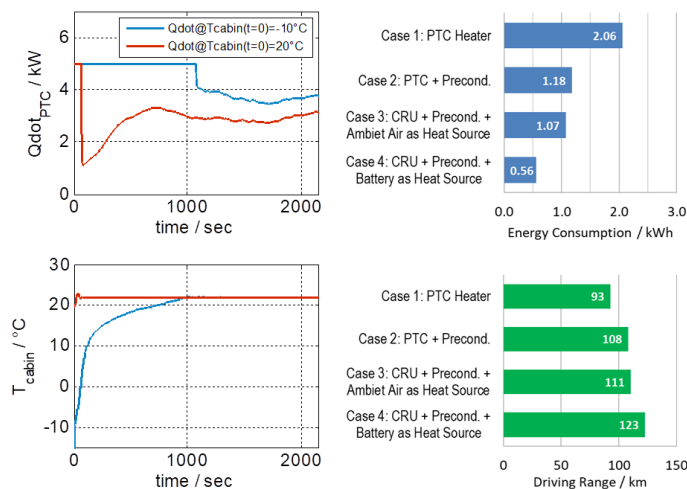 Qdot@Tcabin(t=0)=-10°C
Qdot@Tcabin(t=0)=20°C
6
4
2
0
Qdot_PTC / kW
0
1000
2000
time / sec
Case 1: PTC Heater
2.06
Case 2: PTC + Precond.
1.18
Case 3: CRU + Precond. +
Ambiet Air as Heat Source
1.07
Case 4: CRU + Precond. +
Battery as Heat Source
0.56
0.0
1.0
2.0
3.0
Energy Consumption / kWh
30
20
10
0
-10
T_cabin / °C
0
1000
2000
time / sec
Case 1: PTC Heater
93
Case 2: PTC + Precond.
108
Case 3: CRU + Precond. +
Ambiet Air as Heat Source
111
Case 4: CRU + Precond. +
Battery as Heat Source
123
0
50
100
150
Driving Range / km